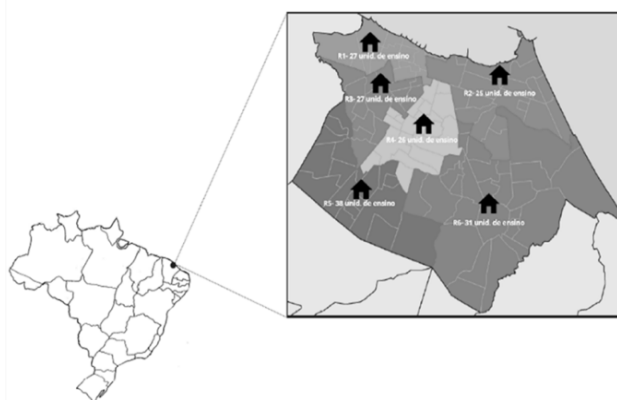 R1- 27 unid. de ensino
R2- 25 unid. de ensino
R3- 27 unid. de ensino
R4- 26 unid. de ensino
R5- 38 unid. de ensino
R6- 31 unid. de ensino